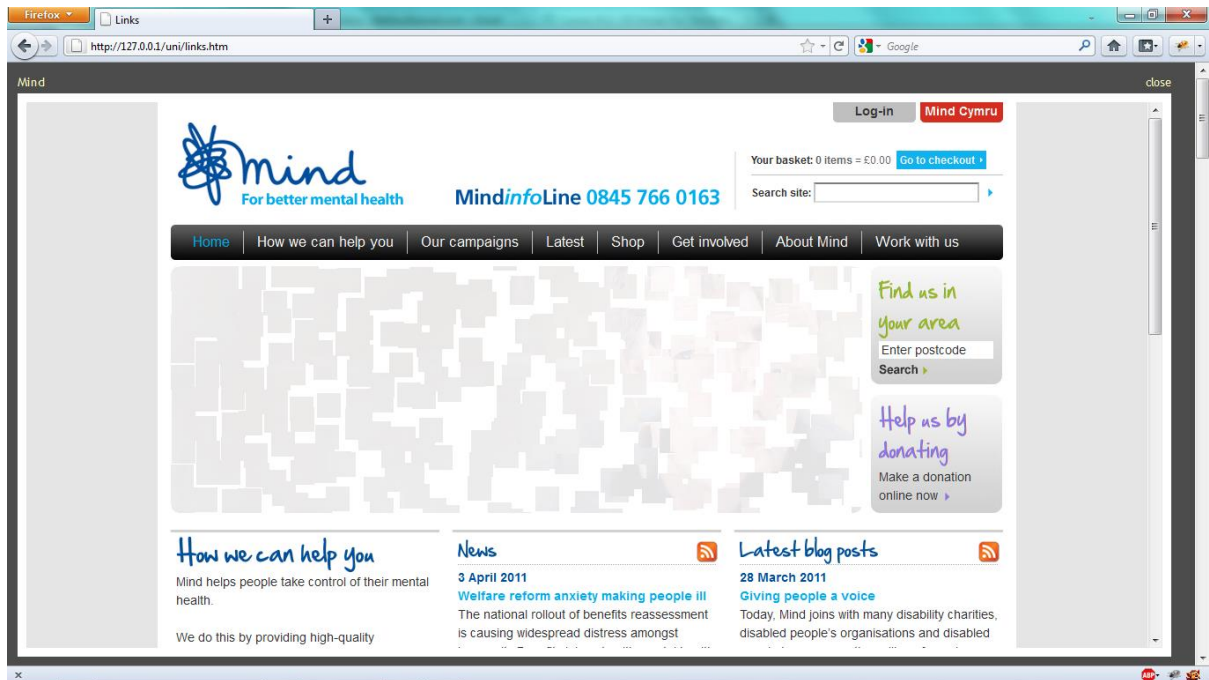 Firefox
Links
http://127.0.0.1/uni/links.htm
Google
Mind
close
Log-in
Mind Cymru
mind
For better mental health
MindinfoLine 0845 766 0163
Your basket: 0 items = £0.00 Go to checkout
Search site:
Home How we can help you Our campaigns Latest Shop Get involved About Mind Work with us
Find us in
your area
Enter postcode
Search
Help us by
donating
Make a donation
online now
How we can help you
Mind helps people take control of their mental
health.
We do this by providing high-quality
News
3 April 2011
Welfare reform anxiety making people ill
The national rollout of benefits reassessment
is causing widespread distress amongst
Latest blog posts
28 March 2011
Giving people a voice
Today, Mind joins with many disability charities,
disabled people's organisations and disabled
ABP